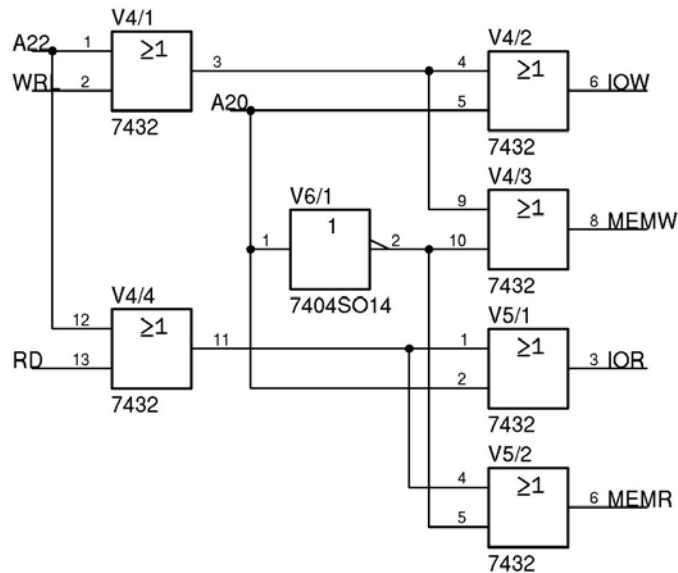 V4/1
A22 1 ≥1
WRL 2 3
7432
A20
V4/2
4 ≥1
5 6 IOW
7432
V6/1
1 1 2
7404SO14
V4/3
9 ≥1
10 8 MEMW
7432
V4/4
12 ≥1 11
RD 13
7432
V5/1
1 ≥1
2 3 IOR
7432
V5/2
4 ≥1
5 6 MEMR
7432